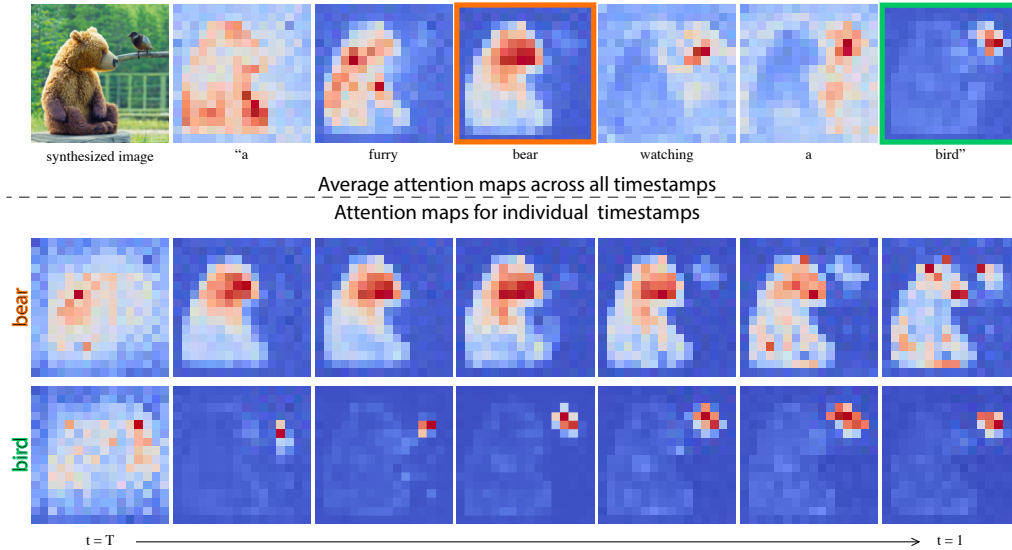 synthesized image “a furry bear watching a bird”
Average attention maps across all timestamps
Attention maps for individual timestamps
bear
bird
t = T t = 1